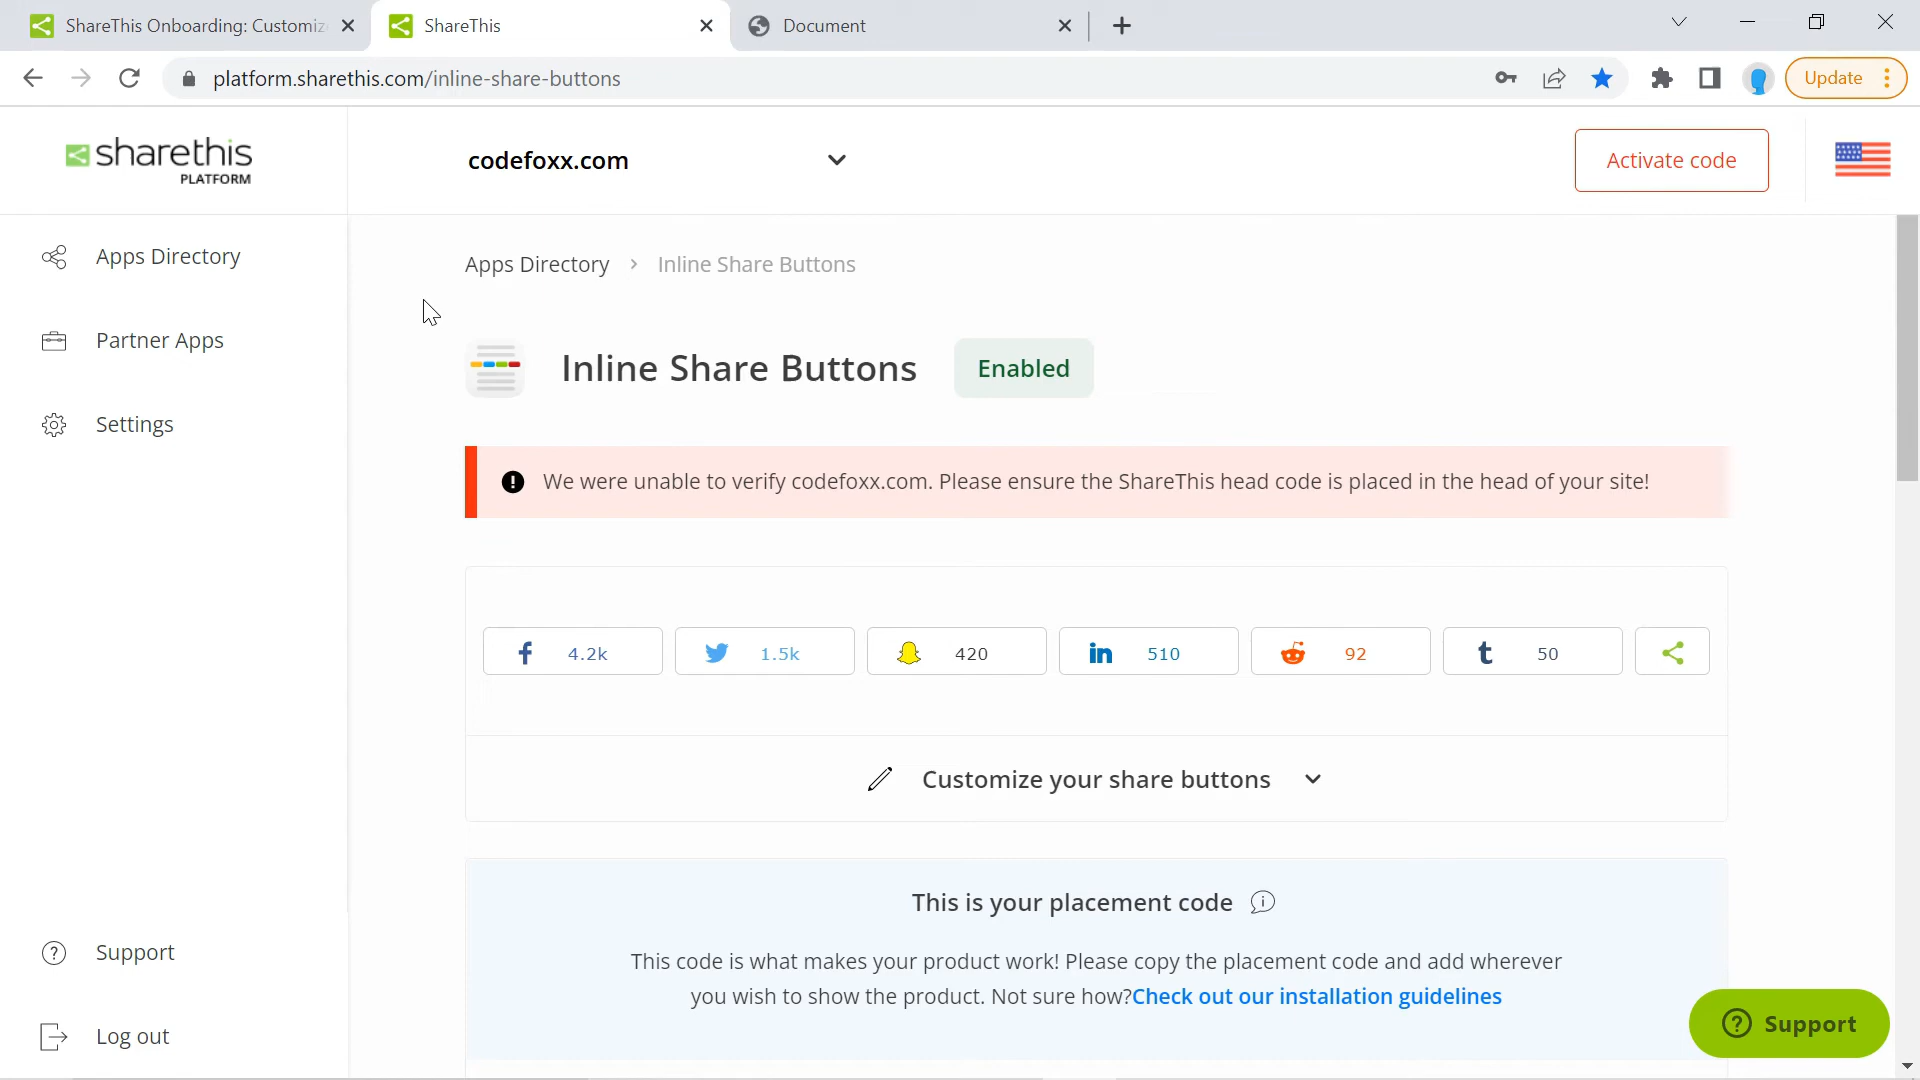 ShareThis Onboarding: Customiz
ShareThis
Document
platform.sharethis.com/inline-share-buttons
Update
sharethis
PLATFORM
codefoxx.com
Activate code
Apps Directory
Partner Apps
Settings
Apps Directory > Inline Share Buttons
Inline Share Buttons
Enabled
We were unable to verify codefoxx.com. Please ensure the ShareThis head code is placed in the head of your site!
4.2k
1.5k
420
510
92
50
Customize your share buttons
This is your placement code
This code is what makes your product work! Please copy the placement code and add wherever
you wish to show the product. Not sure how?Check out our installation guidelines
Support
Log out
Support